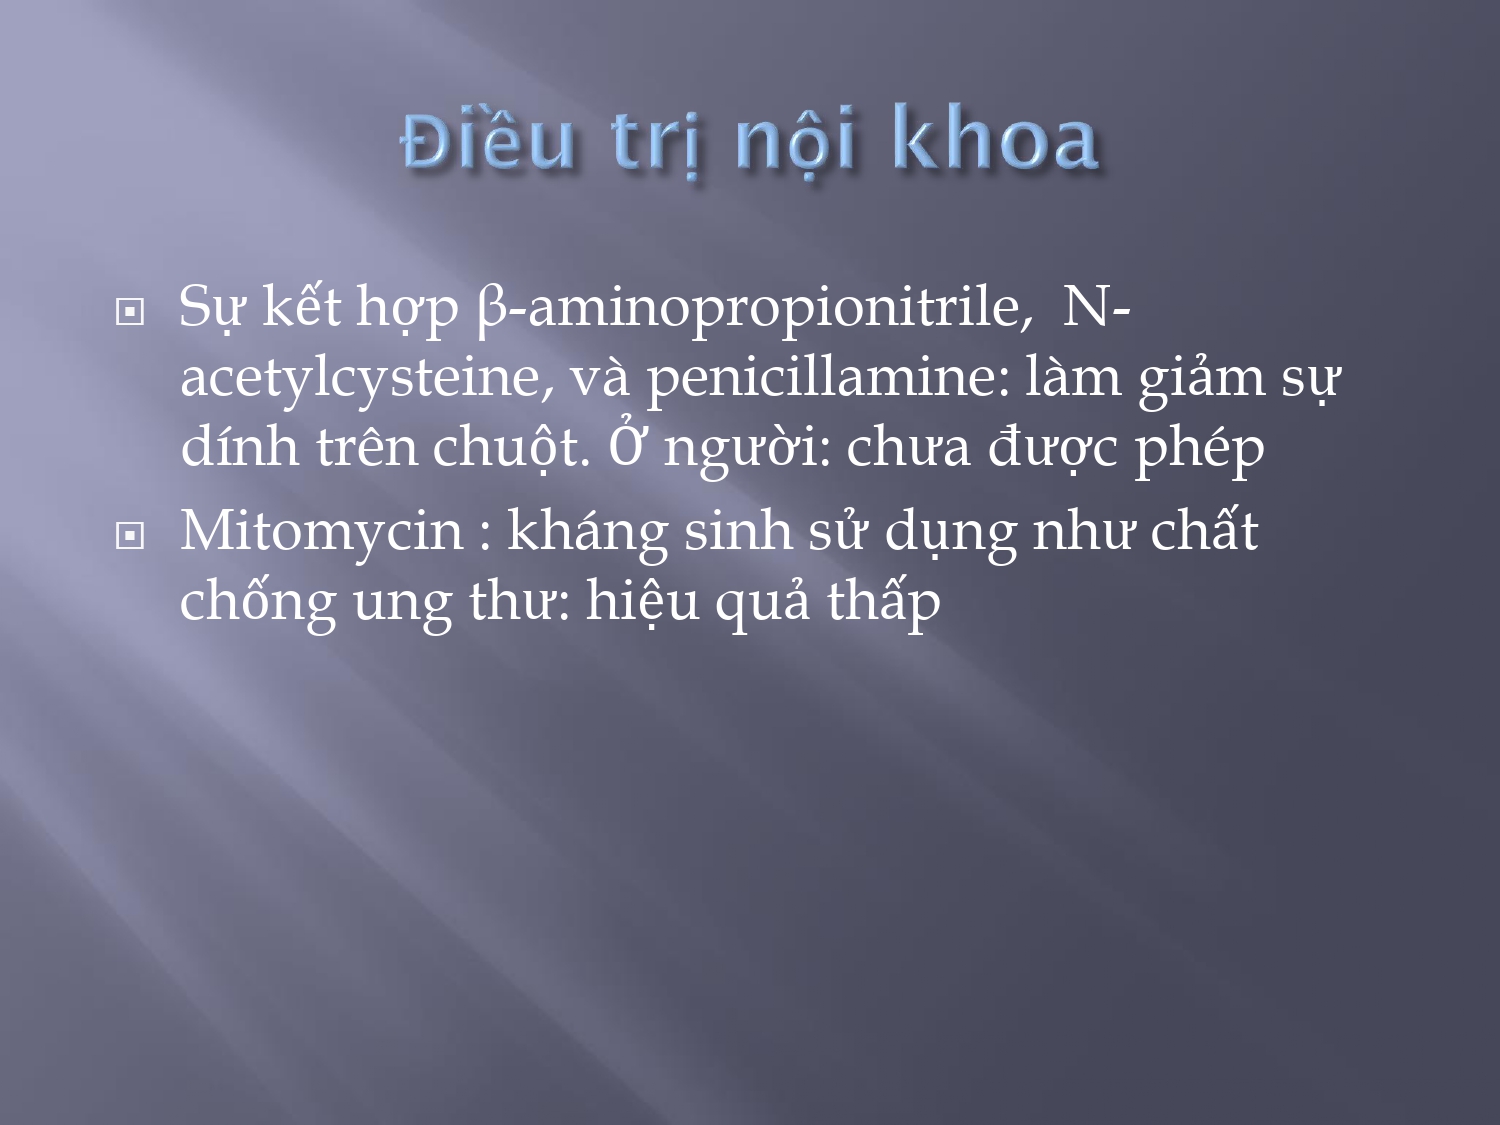 Điều trị nội khoa
Sự kết hợp β-aminopropionitrile,  N-
acetylcysteine, và penicillamine: làm giảm sự
dính trên chuột. Ở người: chưa được phép
Mitomycin : kháng sinh sử dụng như chất
chống ung thư: hiệu quả thấp